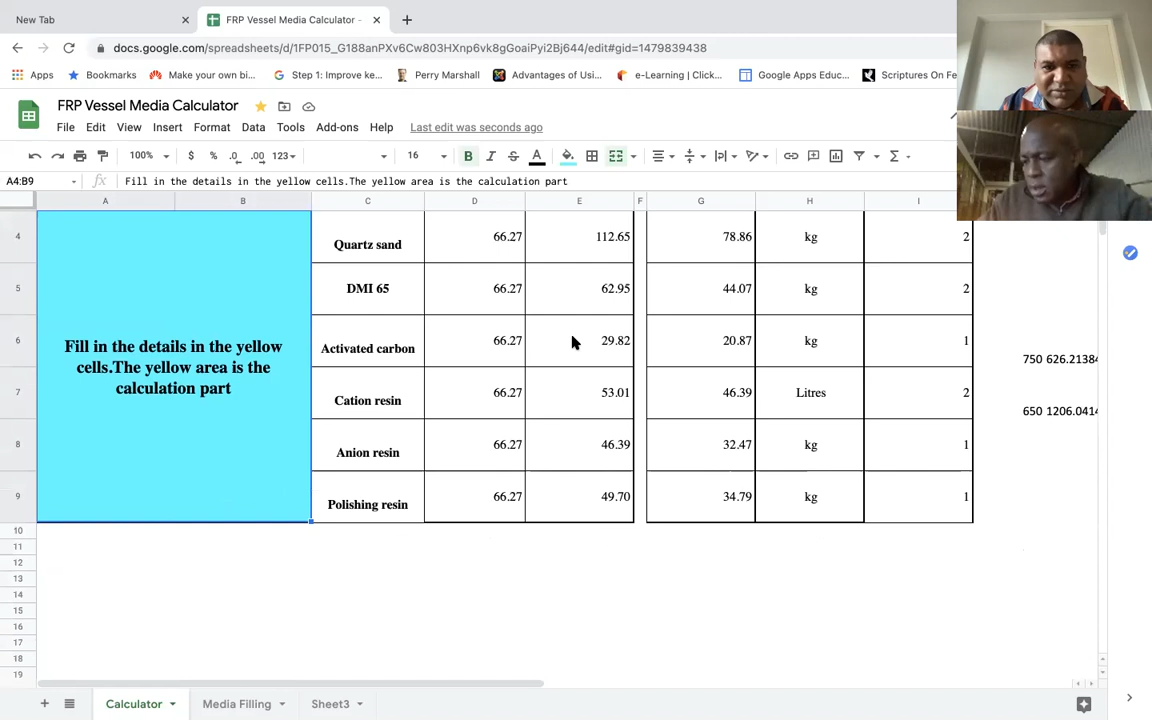 New Tab
FRP Vessel Media Calculator -
docs.google.com/spreadsheets/d/1FP015_G188anPXv6Cw803HXnp6vk8gGoaiPyi2Bj644/edit#gid=1479839438
Apps Bookmarks Make your own bi... Step 1: Improve ke... Perry Marshall Advantages of Usi... e-Learning | Click... Google Apps Educ... Scriptures On Fe
FRP Vessel Media Calculator
File Edit View Insert Format Data Tools Add-ons Help Last edit was seconds ago
100% $ % .0 .00 123 16 B I S A
A4:B9 fx Fill in the details in the yellow cells.The yellow area is the calculation part
A B C D E F G H I
4 Quartz sand 66.27 112.65 78.86 kg 2
5 DMI 65 66.27 62.95 44.07 kg 2
Fill in the details in the yellow
cells.The yellow area is the
calculation part
6 Activated carbon 66.27 29.82 20.87 kg 1
750 626.21384
7 Cation resin 66.27 53.01 46.39 Litres 2
650 1206.0414
8 Anion resin 66.27 46.39 32.47 kg 1
9 Polishing resin 66.27 49.70 34.79 kg 1
10
11
12
13
14
15
16
17
18
19
Calculator Media Filling Sheet3